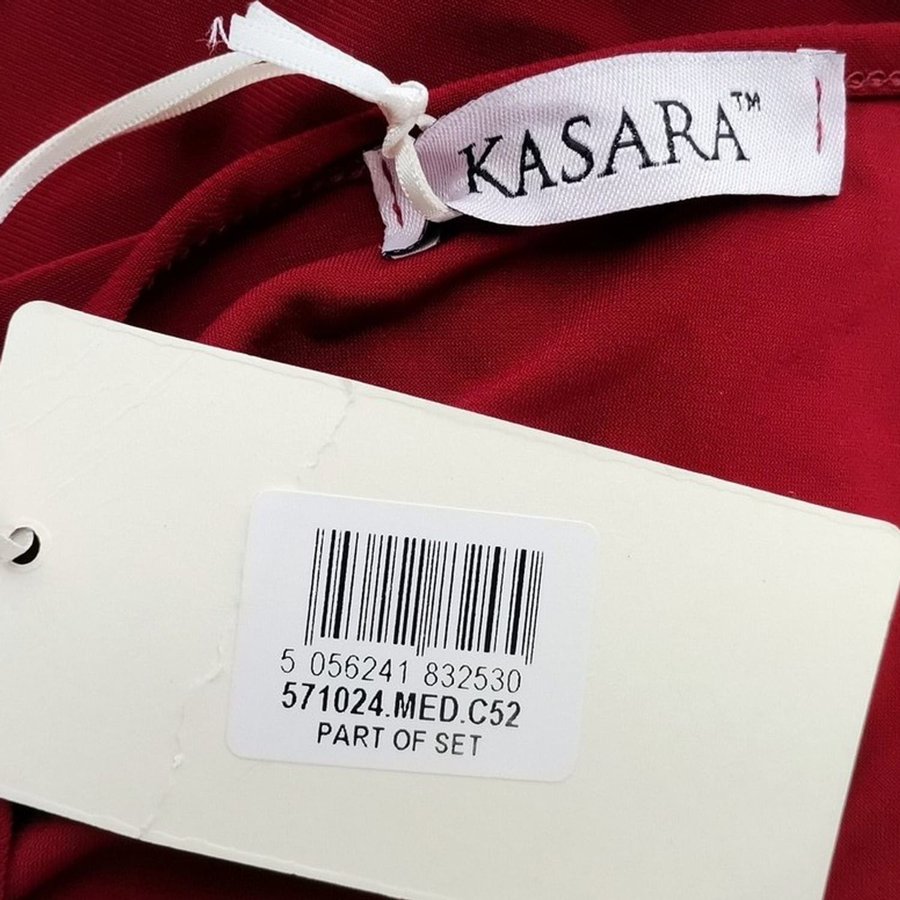 KASARA™
5 056241 832530
571024.MED.C52
PART OF SET